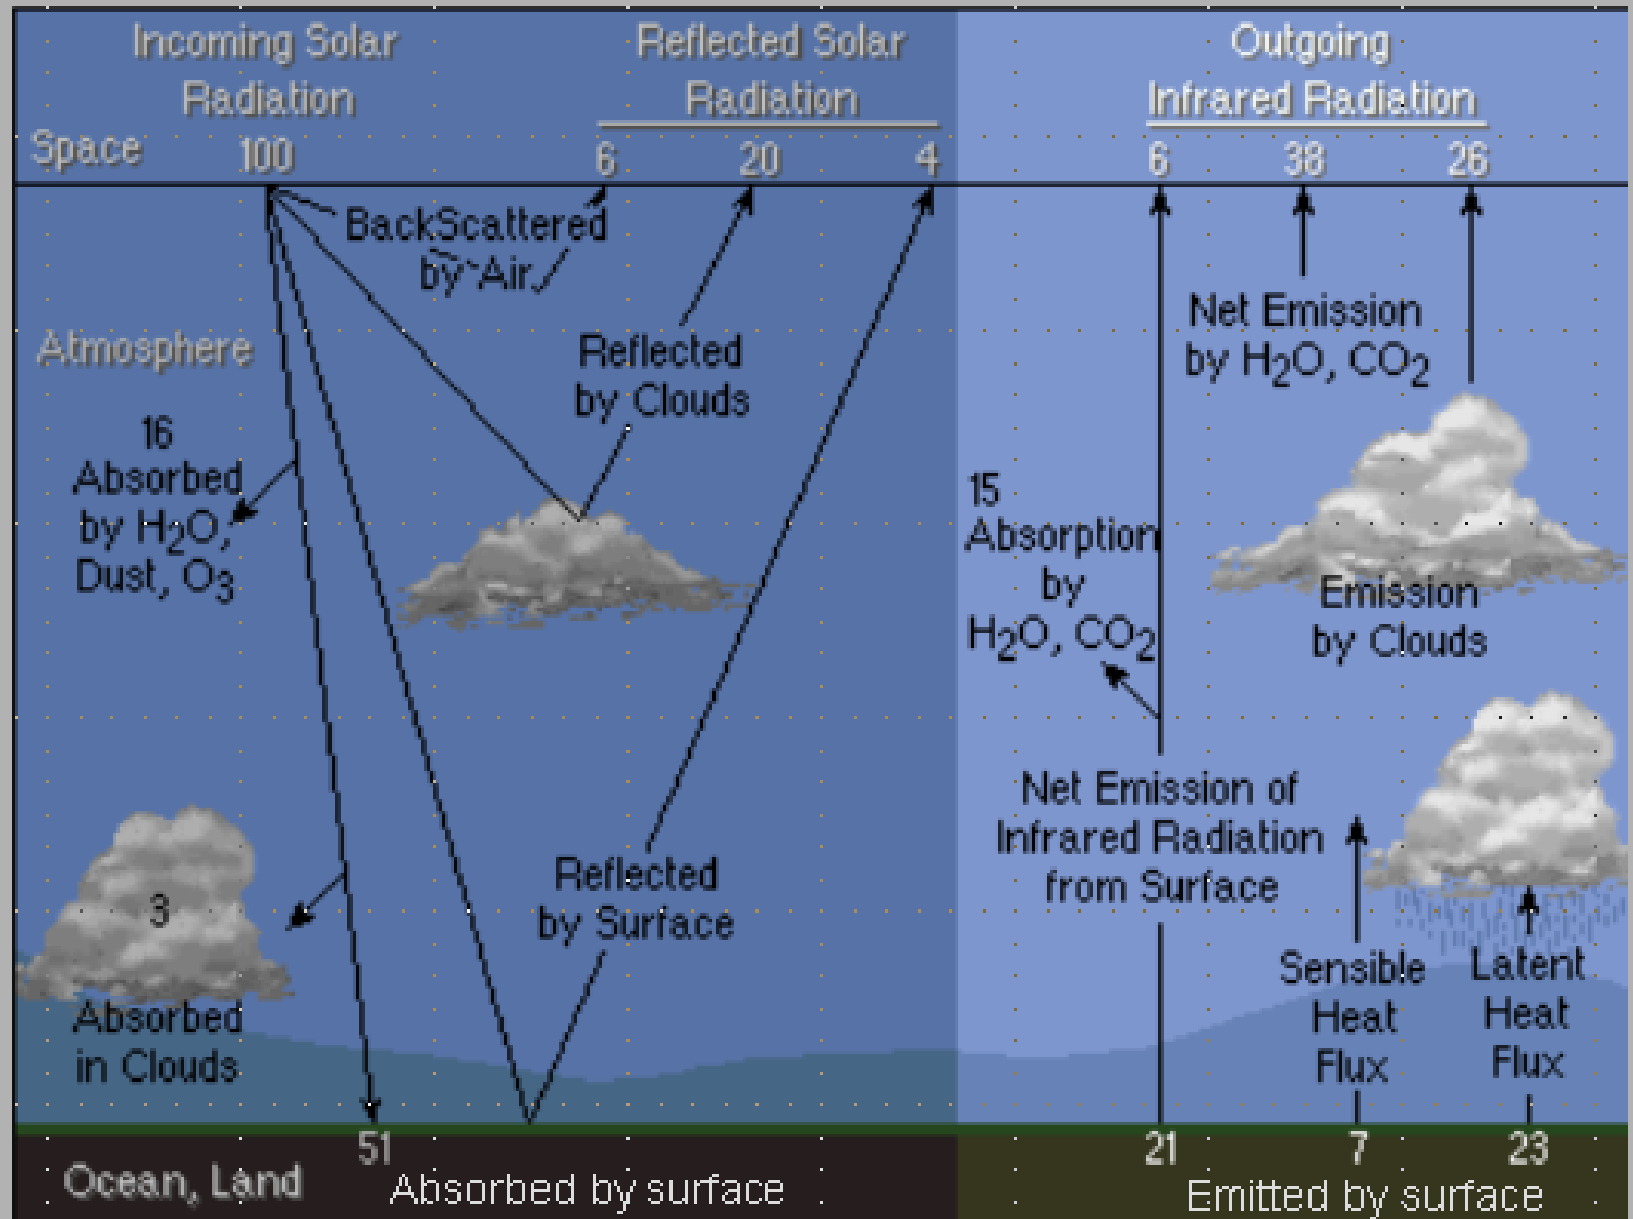 Incoming Solar
Radiation
Reflected Solar
Radiation
Outgoing
Infrared Radiation
Space
100
6
20
4
6
38
26
BackScattered
by Air
Atmosphere
Reflected
by Clouds
Net Emission
by H2O, CO2
16
Absorbed
by H2O,
Dust, O3
15
Absorption
by
H2O, CO2
Emission
by Clouds
3
Absorbed
in Clouds
Reflected
by Surface
Net Emission of
Infrared Radiation
from Surface
Sensible
Heat
Flux
Latent
Heat
Flux
51
21
7
23
Ocean, Land
Absorbed by surface
Emitted by surface